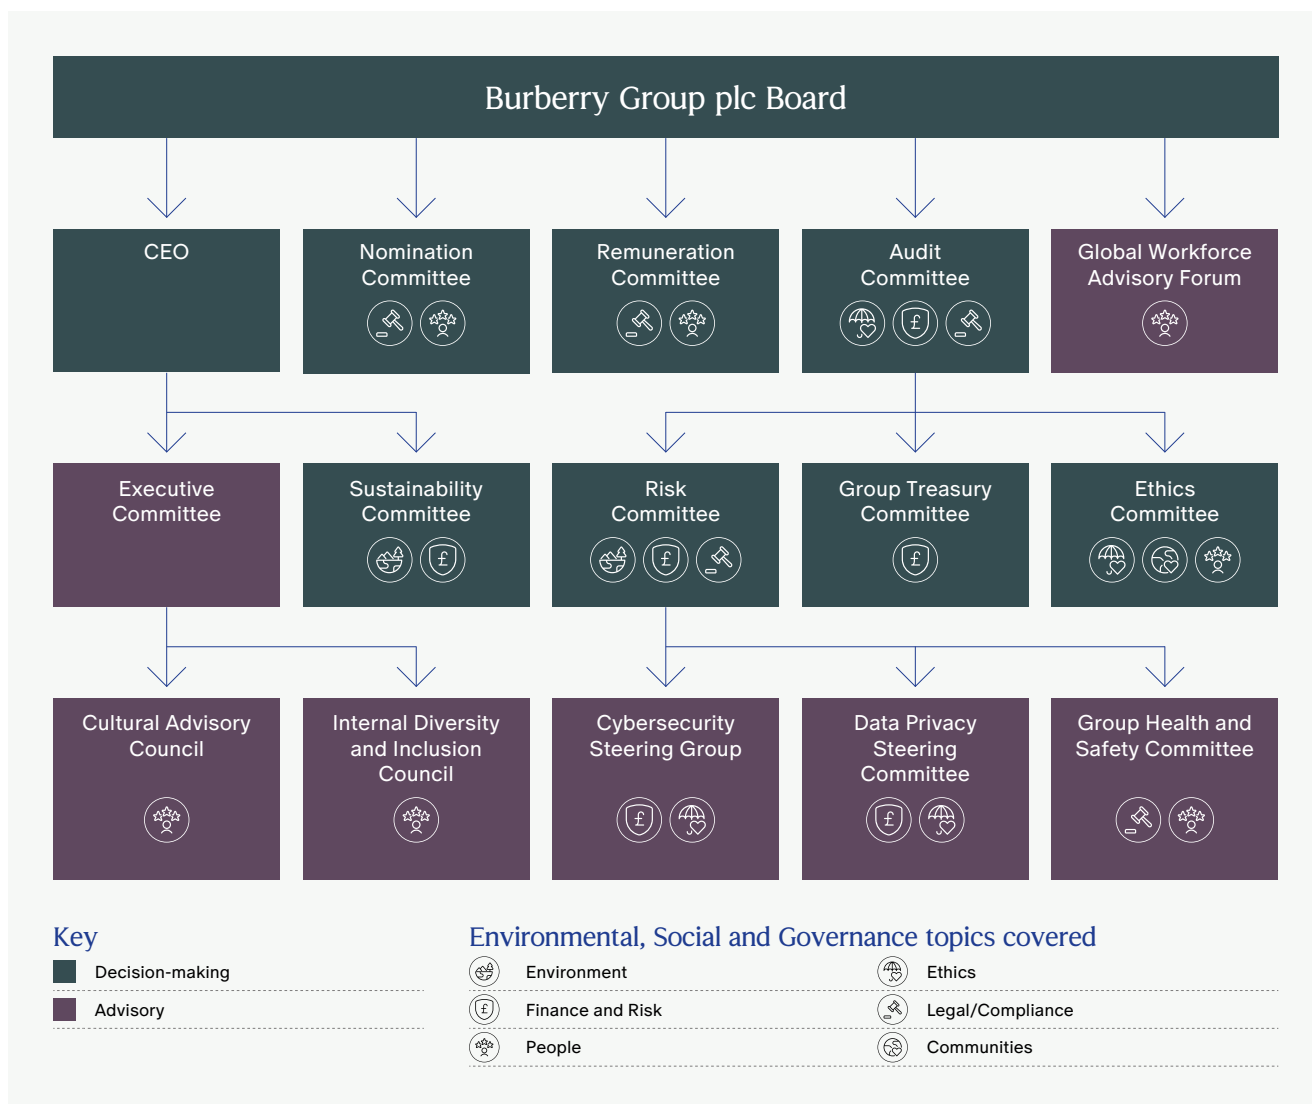 Burberry Group plc Board
CEO
Nomination
Committee
Remuneration
Committee
Audit
Committee
Global Workforce
Advisory Forum
£
Executive
Committee
Sustainability
Committee
£
Risk
Committee
£
Group Treasury
Committee
£
Ethics
Committee
Cultural Advisory
Council
Internal Diversity
and Inclusion
Council
Cybersecurity
Steering Group
£
Data Privacy
Steering
Committee
£
Group Health and
Safety Committee
Key
Decision-making
Advisory
Environmental, Social and Governance topics covered
Environment
£
Finance and Risk
People
Ethics
Legal/Compliance
Communities